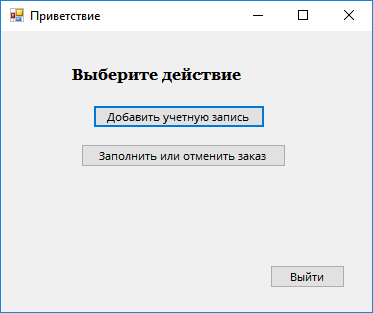 Приветствие
Выберите действие
Добавить учетную запись
Заполнить или отменить заказ
Выйти